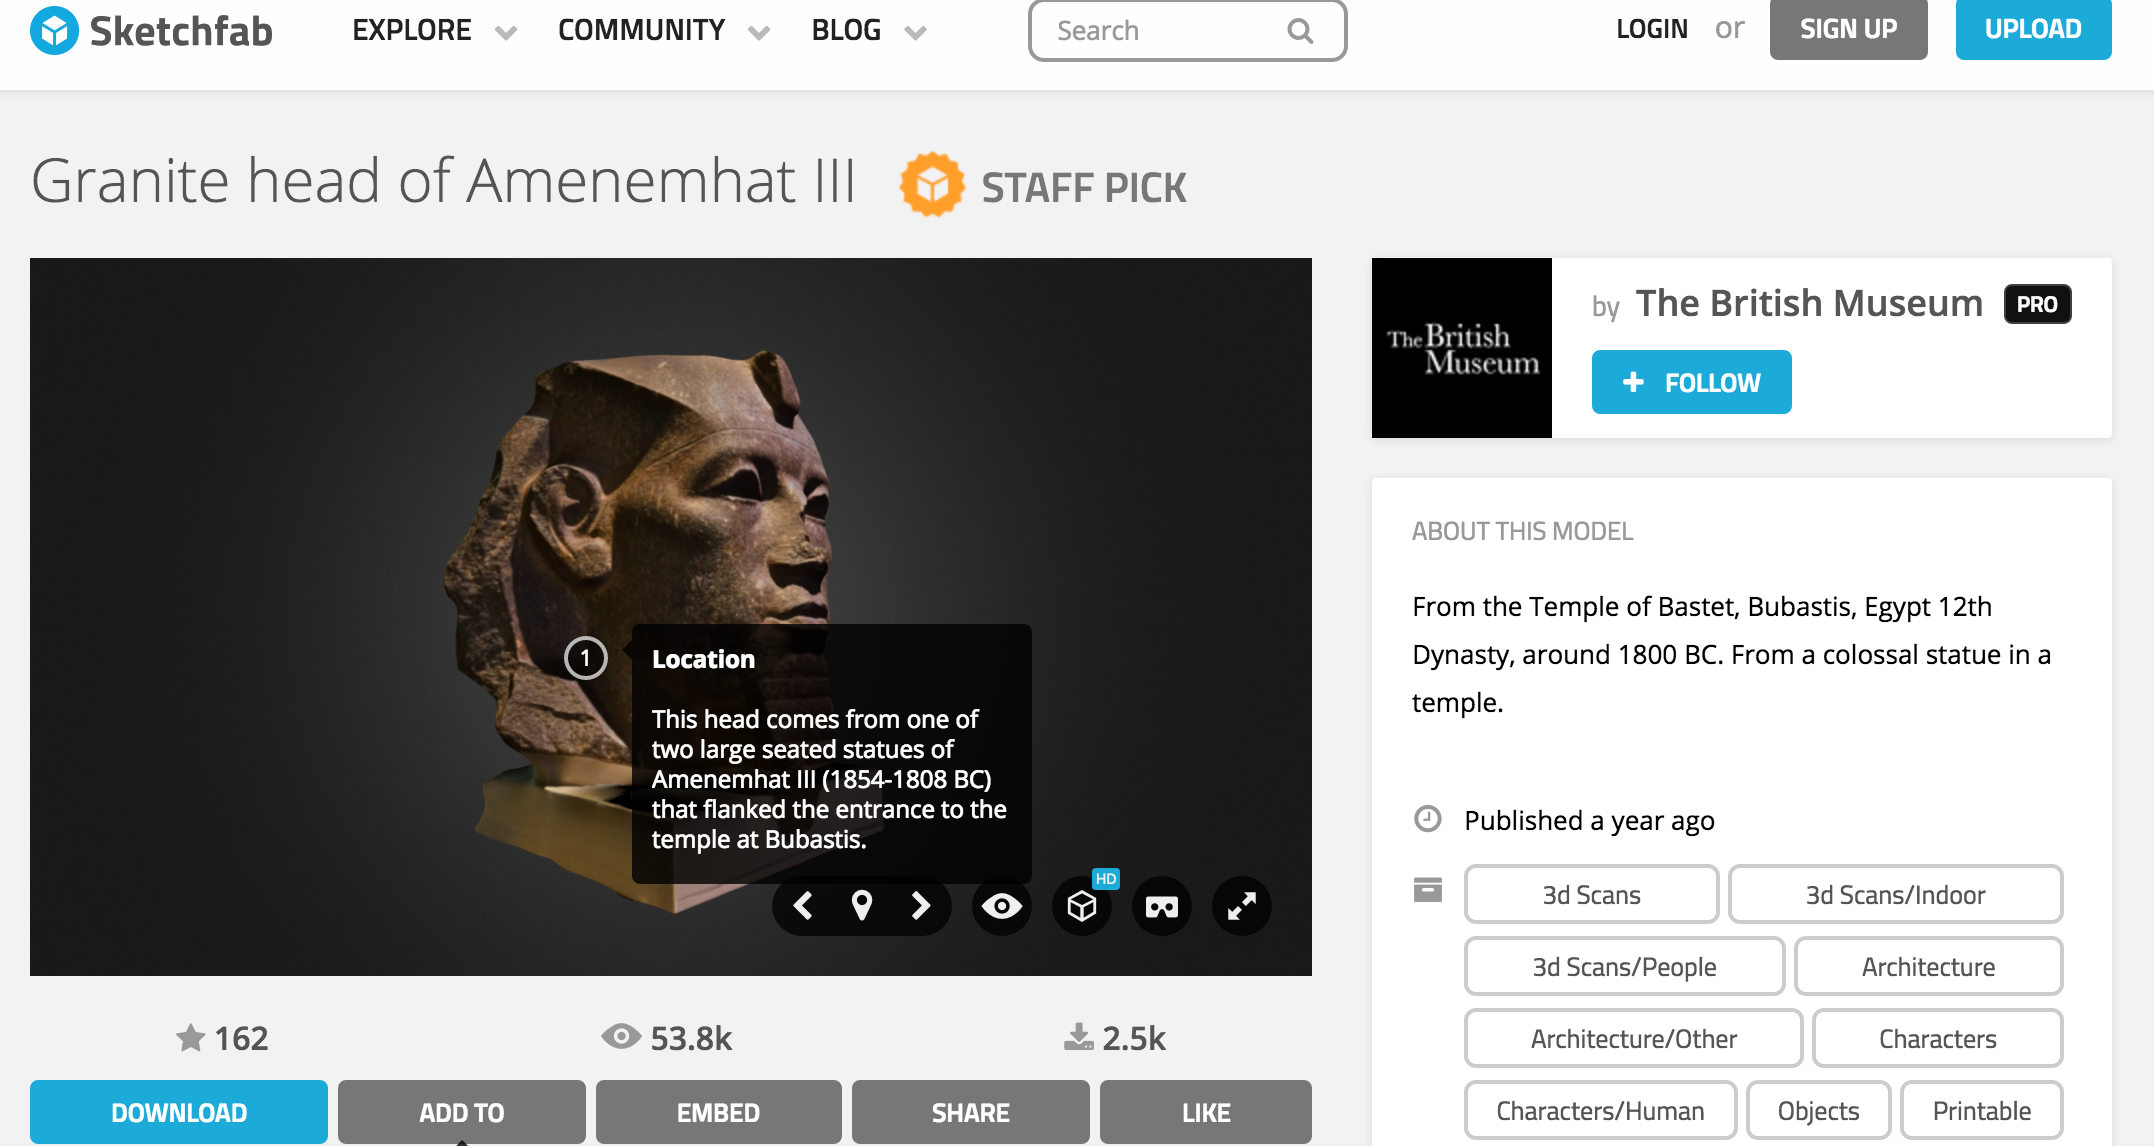 Sketchfab EXPLORE COMMUNITY BLOG Search LOGIN or SIGN UP UPLOAD
Granite head of Amenemhat III STAFF PICK
1
Location
This head comes from one of
two large seated statues of
Amenemhat III (1854-1808 BC)
that flanked the entrance to the
temple at Bubastis.
HD
162 53.8k 2.5k
DOWNLOAD ADD TO EMBED SHARE LIKE
The British
Museum
by The British Museum PRO
+ FOLLOW
ABOUT THIS MODEL
From the Temple of Bastet, Bubastis, Egypt 12th
Dynasty, around 1800 BC. From a colossal statue in a
temple.
Published a year ago
3d Scans 3d Scans/Indoor
3d Scans/People Architecture
Architecture/Other Characters
Characters/Human Objects Printable